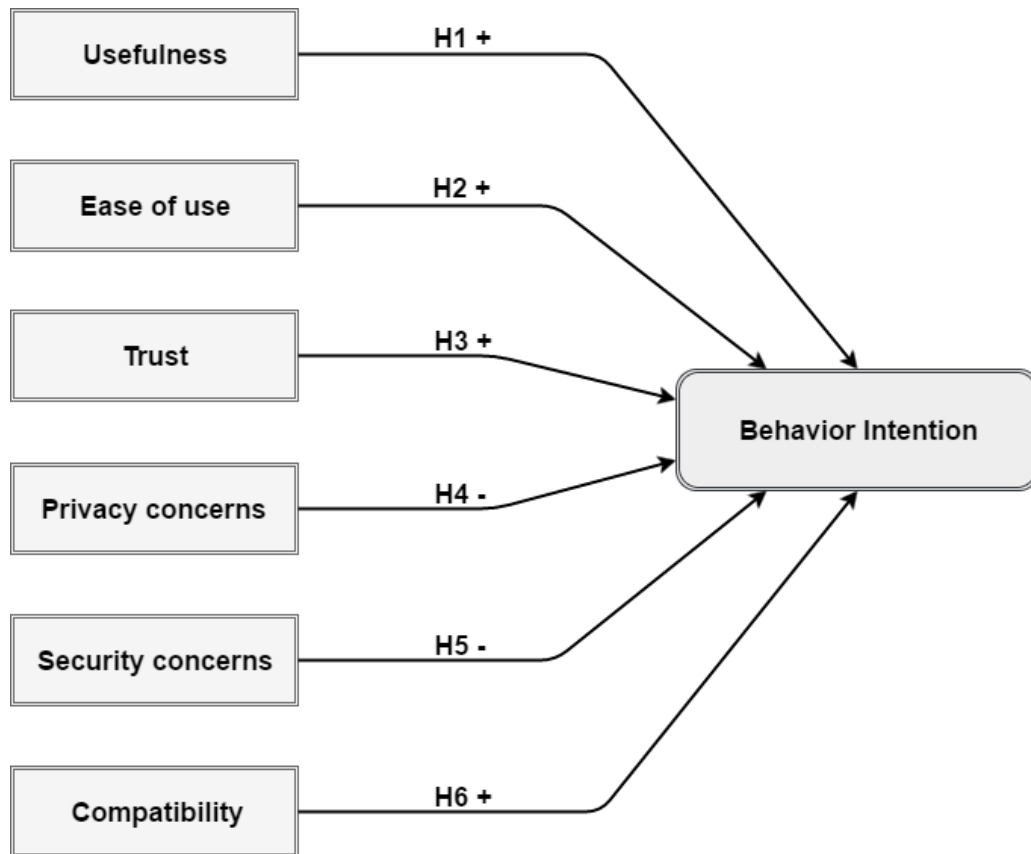 Usefulness
H1 +
Ease of use
H2 +
Trust
H3 +
Behavior Intention
Privacy concerns
H4 -
Security concerns
H5 -
Compatibility
H6 +